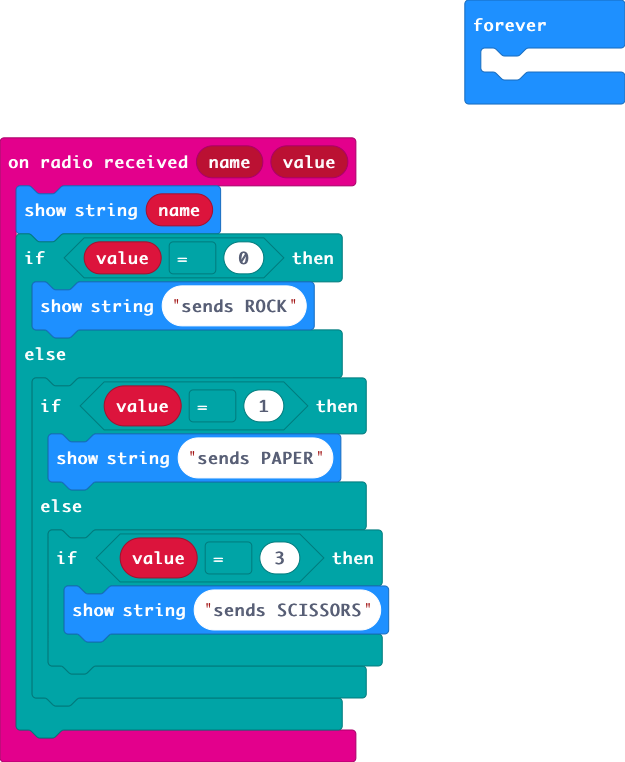 forever
on radio received name value
show string name
if value = 0 then
show string "sends ROCK"
else
if value = 1 then
show string "sends PAPER"
else
if value = 3 then
show string "sends SCISSORS"